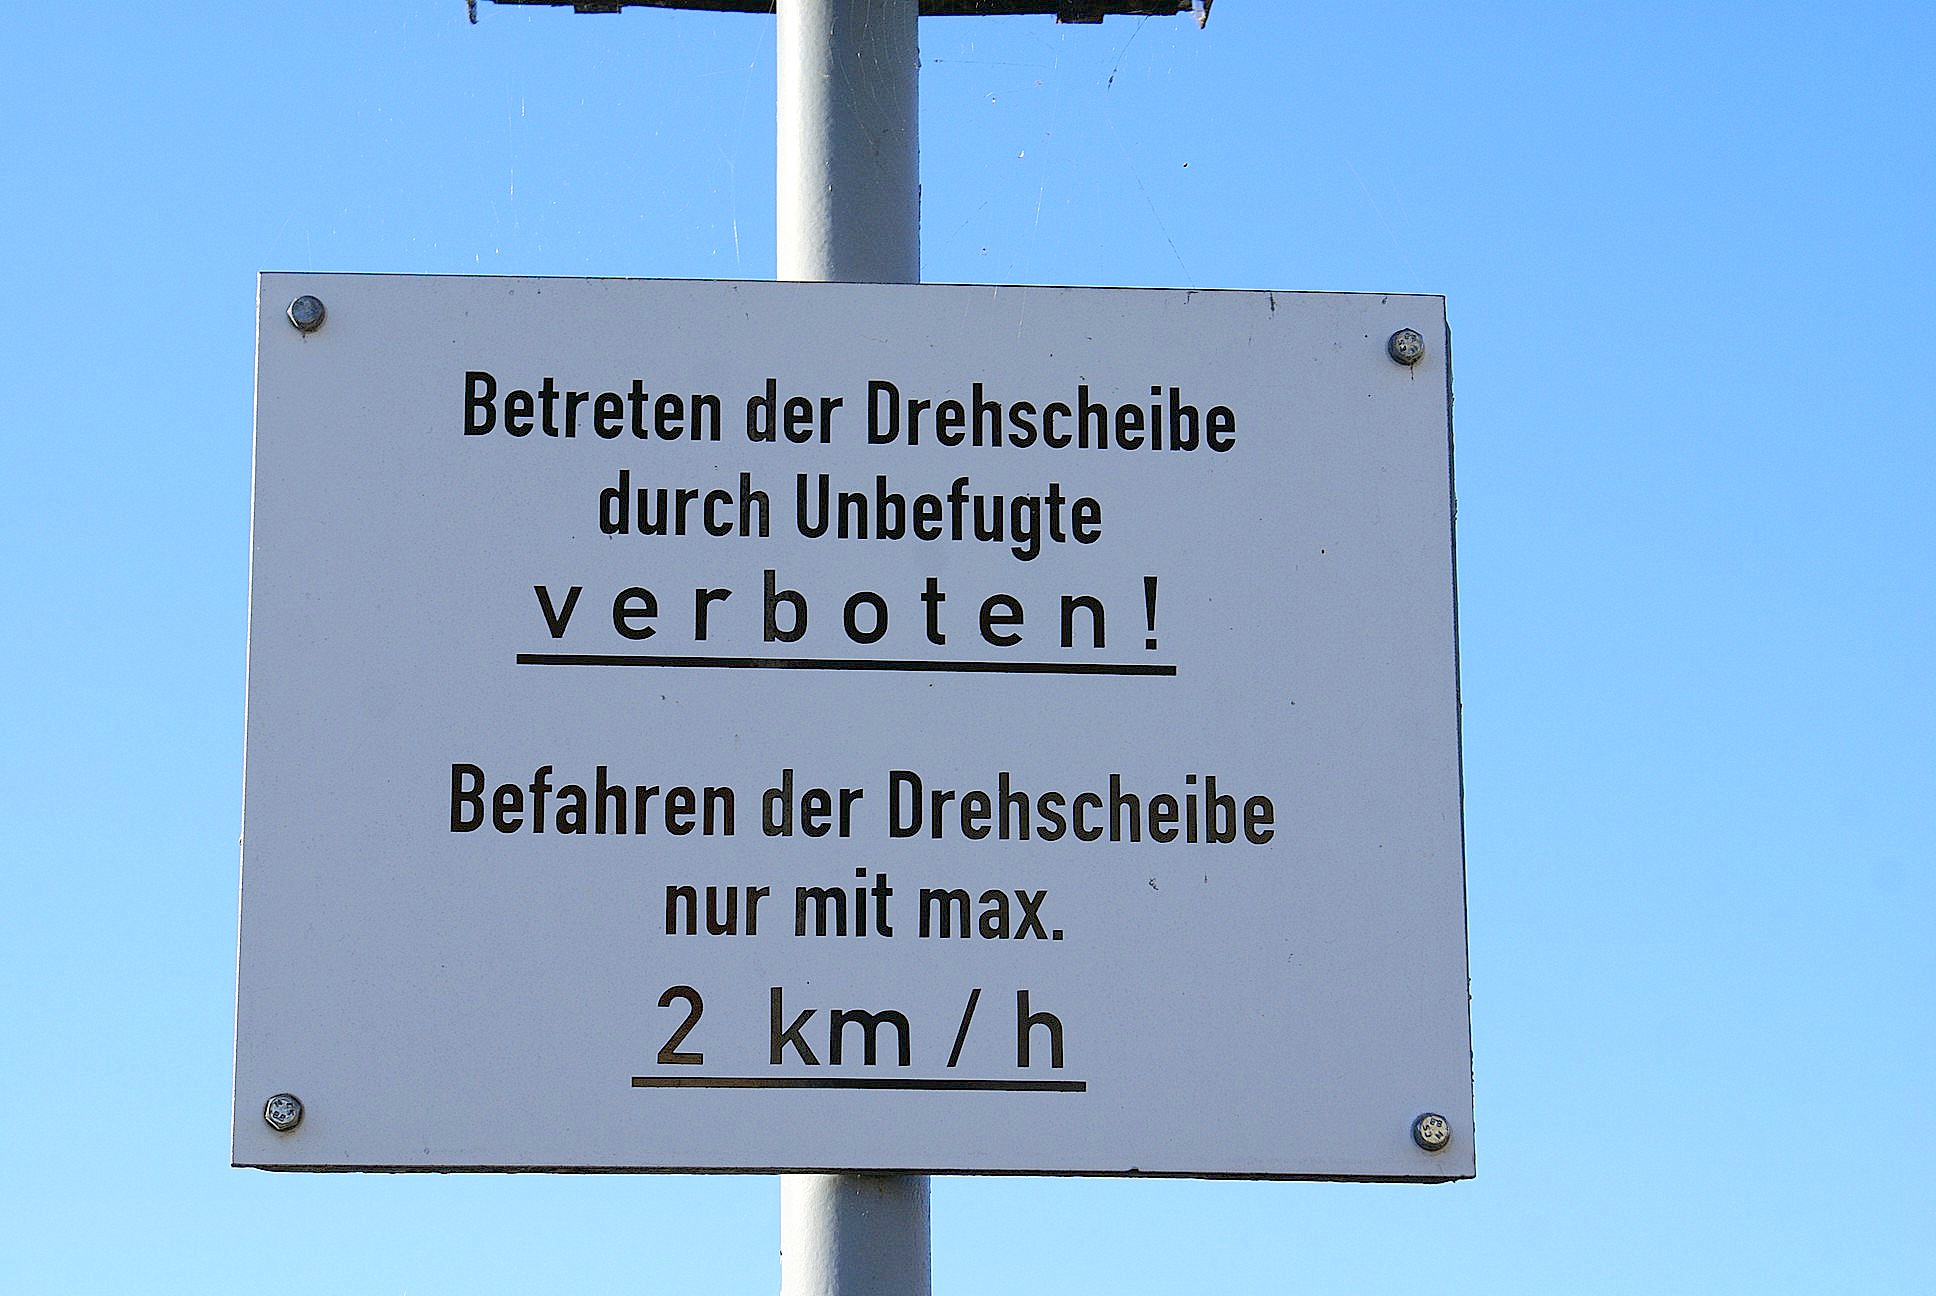 Betreten der Drehscheibe
durch Unbefugte
verboten!
Befahren der Drehscheibe
nur mit max.
2 km/h